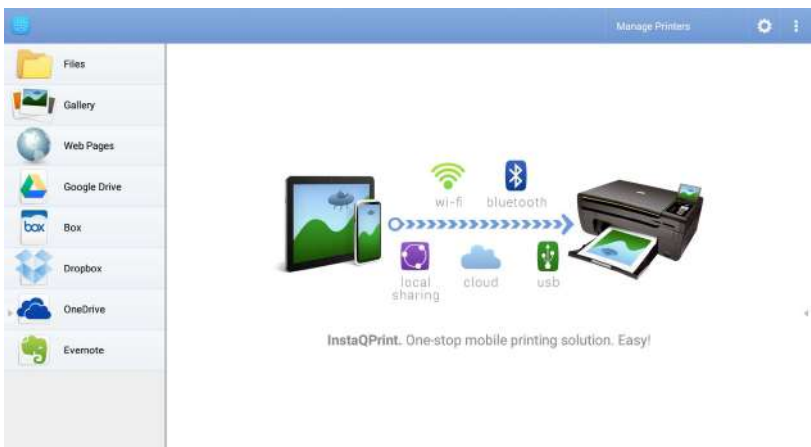 Manage Printers
Files
Gallery
Web Pages
Google Drive
box
Box
Dropbox
OneDrive
Evernote
wi-fi
bluetooth
local
sharing
cloud
usb
InstaQPrint. One-stop mobile printing solution. Easy!